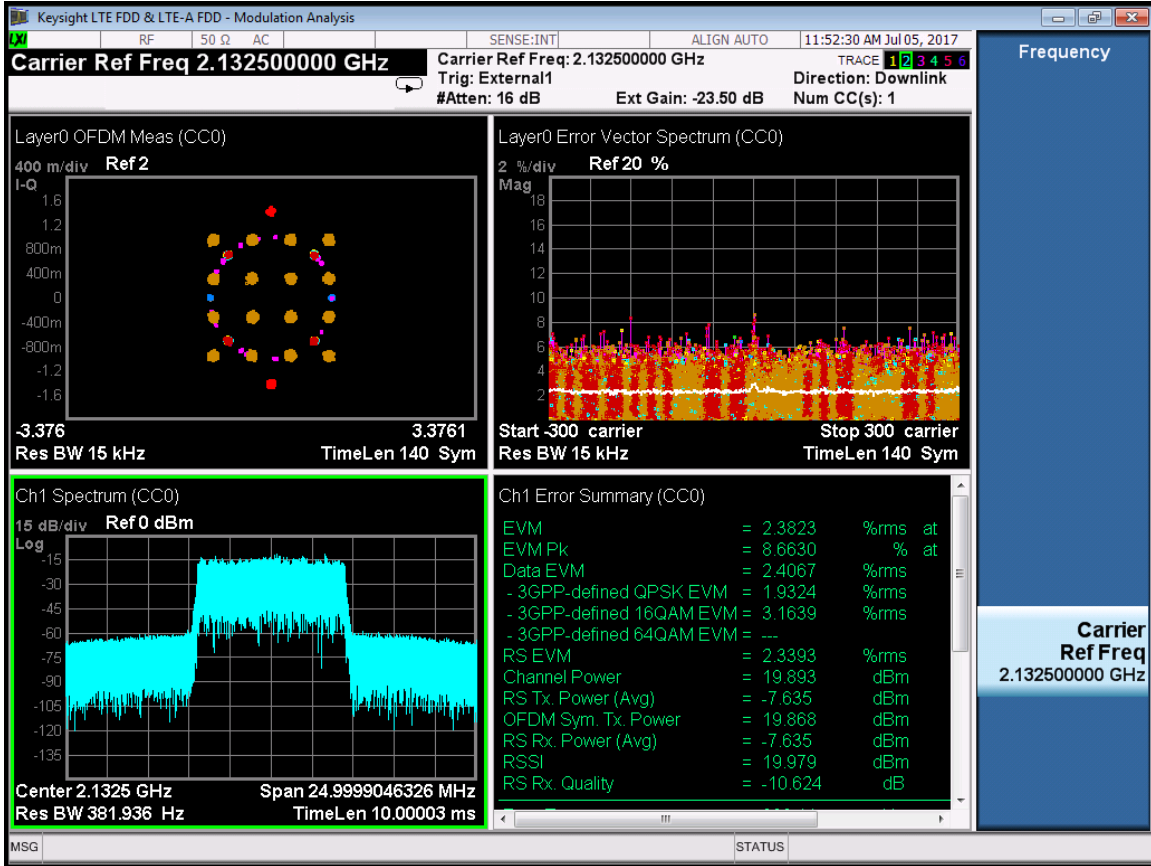 Keysight LTE FDD & LTE-A FDD - Modulation Analysis
LXI RF 50 Ω AC SENSE:INT ALIGN AUTO 11:52:30 AM Jul 05, 2017
Carrier Ref Freq 2.132500000 GHz
Carrier Ref Freq: 2.132500000 GHz
Trig: External1
#Atten: 16 dB Ext Gain: -23.50 dB
TRACE 1 2 3 4 5 6
Direction: Downlink
Num CC(s): 1
Layer0 OFDM Meas (CC0)
400 m/div Ref 2
I-Q
1.6
1.2
800m
400m
0
-400m
-800m
-1.2
-1.6
-3.376 3.3761
Res BW 15 kHz TimeLen 140 Sym
Layer0 Error Vector Spectrum (CC0)
2 %/div Ref 20 %
Mag
18
16
14
12
10
8
6
4
2
Start -300 carrier Stop 300 carrier
Res BW 15 kHz TimeLen 140 Sym
Ch1 Spectrum (CC0)
15 dB/div Ref 0 dBm
Log
-15
-30
-45
-60
-75
-90
-105
-120
-135
Center 2.1325 GHz Span 24.9999046326 MHz
Res BW 381.936 Hz TimeLen 10.00003 ms
Ch1 Error Summary (CC0)
EVM = 2.3823 %rms at
EVM Pk = 8.6630 % at
Data EVM = 2.4067 %rms
- 3GPP-defined QPSK EVM = 1.9324 %rms
- 3GPP-defined 16QAM EVM = 3.1639 %rms
- 3GPP-defined 64QAM EVM = ---
RS EVM = 2.3393 %rms
Channel Power = 19.893 dBm
RS Tx. Power (Avg) = -7.635 dBm
OFDM Sym. Tx. Power = 19.868 dBm
RS Rx. Power (Avg) = -7.635 dBm
RSSI = 19.979 dBm
RS Rx. Quality = -10.624 dB
Frequency
Carrier
Ref Freq
2.132500000 GHz
MSG STATUS